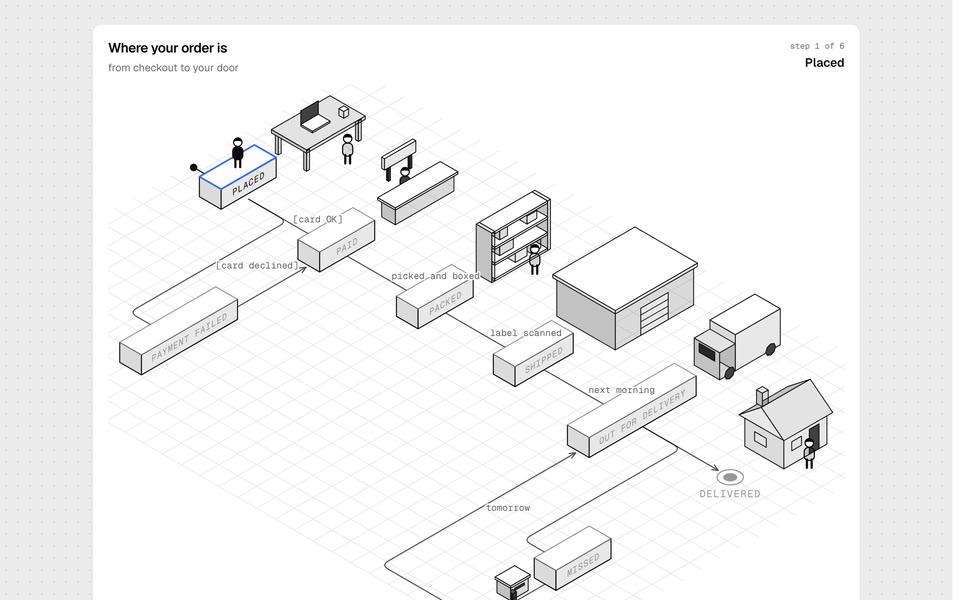 Where your order is
from checkout to your door
step 1 of 6
Placed
PLACED
[card OK]
PAID
[card declined]
picked and boxed
PACKED
PAYMENT FAILED
label scanned
SHIPPED
next morning
OUT FOR DELIVERY
DELIVERED
tomorrow
MISSED